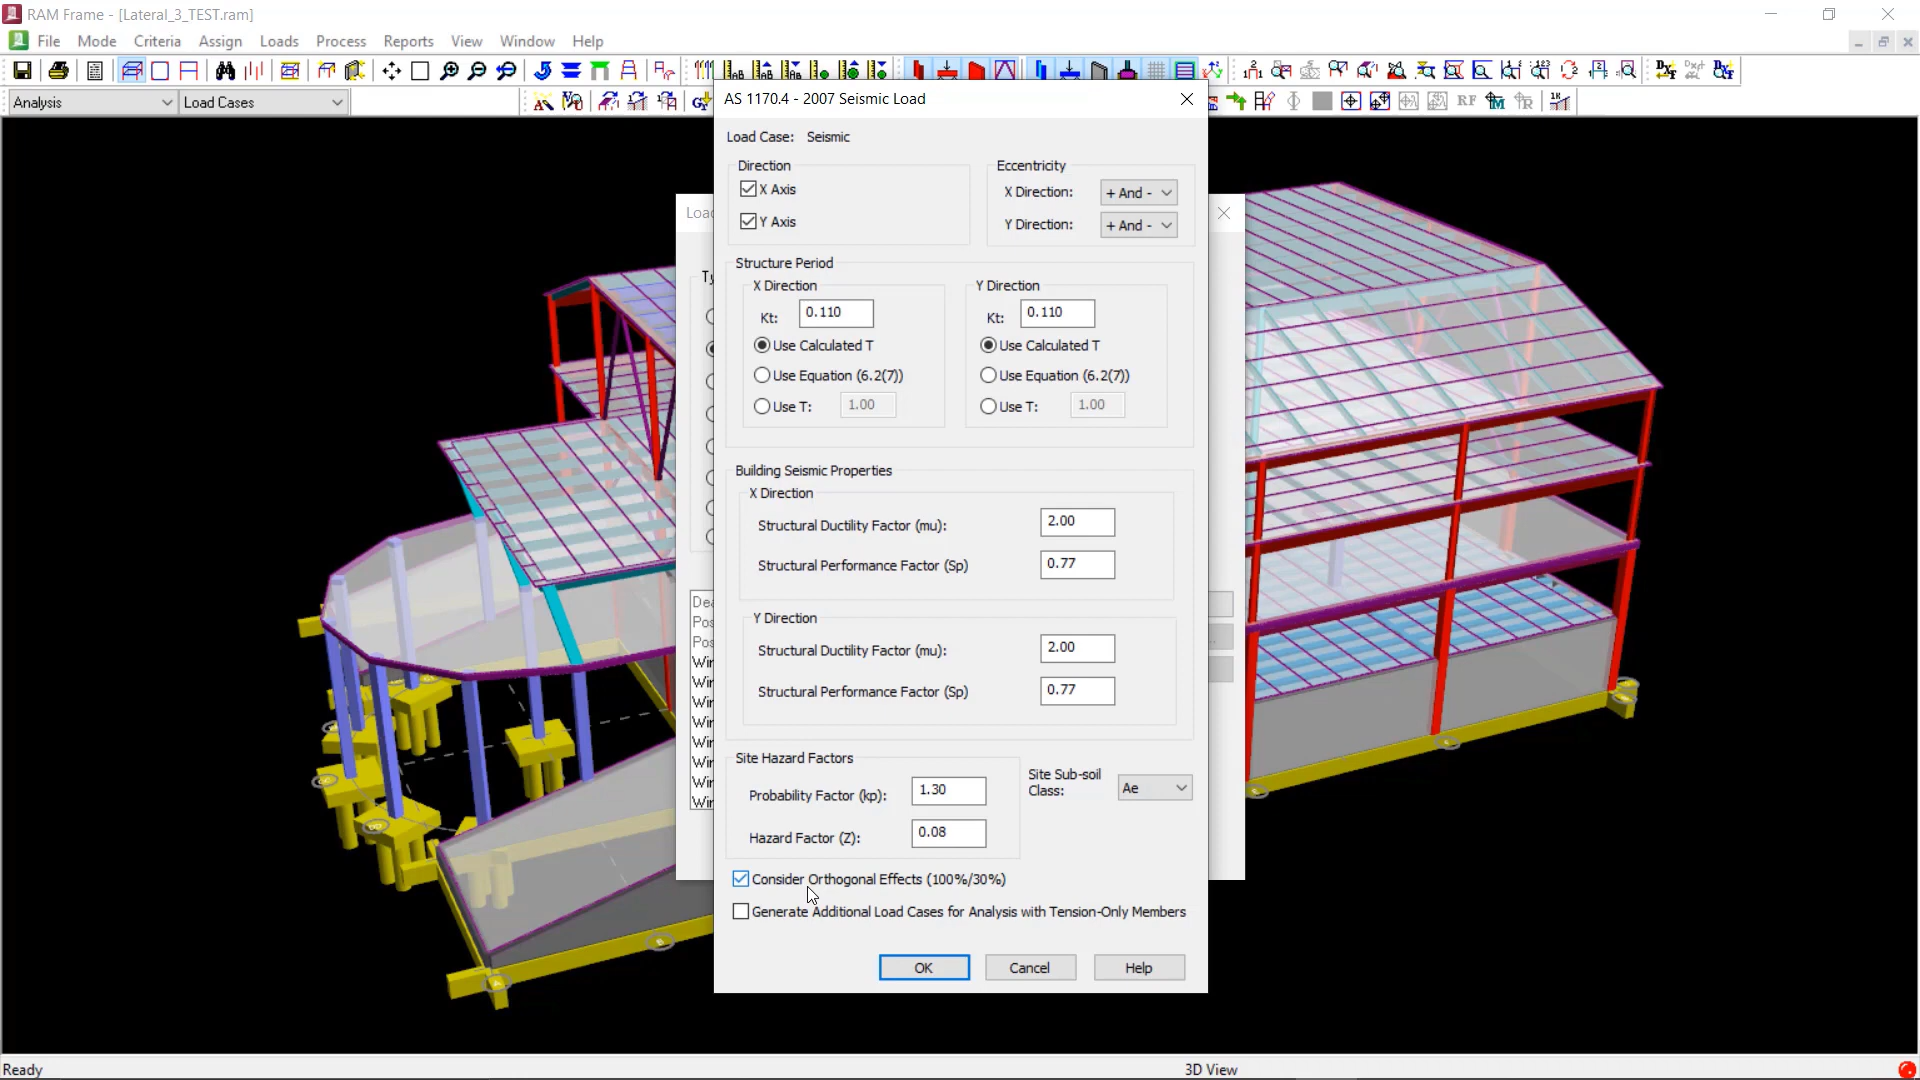 RAM Frame - [Lateral_3_TEST.ram]
File Mode Criteria Assign Loads Process Reports View Window Help
Analysis Load Cases
RF
AS 1170.4 - 2007 Seismic Load
Load Case: Seismic
Direction
X Axis
Y Axis
Eccentricity
X Direction: + And -
Y Direction: + And -
Structure Period
X Direction
Kt: 0.110
Use Calculated T
Use Equation (6.2(7))
Use T: 1.00
Y Direction
Kt: 0.110
Use Calculated T
Use Equation (6.2(7))
Use T: 1.00
Building Seismic Properties
X Direction
Structural Ductility Factor (mu): 2.00
Structural Performance Factor (Sp) 0.77
Y Direction
Structural Ductility Factor (mu): 2.00
Structural Performance Factor (Sp) 0.77
Site Hazard Factors
Probability Factor (kp): 1.30
Hazard Factor (Z): 0.08
Site Sub-soil Class: Ae
Consider Orthogonal Effects (100%/30%)
Generate Additional Load Cases for Analysis with Tension-Only Members
OK Cancel Help
Ready
3D View